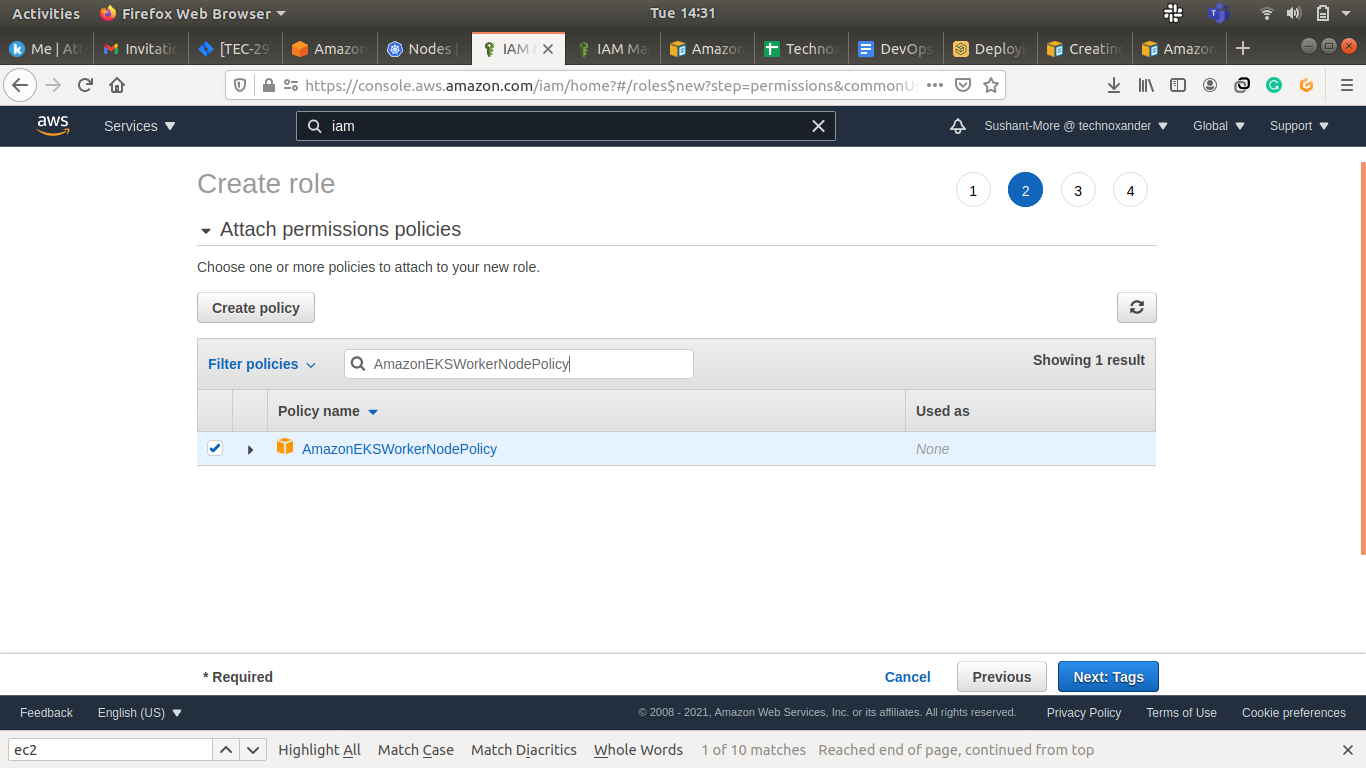 Activities Firefox Web Browser Tue 14:31
Me | Atl Invitatio [TEC-29 Amazon Nodes | IAM M IAM Ma Amazon Techno DevOps Deploy Creatin Amazon
https://console.aws.amazon.com/iam/home?#/roles$new?step=permissions&commonUs
aws Services iam Sushant-More @ technoxander Global Support
Create role 1 2 3 4
Attach permissions policies
Choose one or more policies to attach to your new role.
Create policy
Filter policies AmazonEKSWorkerNodePolicy Showing 1 result
Policy name Used as
AmazonEKSWorkerNodePolicy None
* Required Cancel Previous Next: Tags
Feedback English (US) © 2008 - 2021, Amazon Web Services, Inc. or its affiliates. All rights reserved. Privacy Policy Terms of Use Cookie preferences
ec2 Highlight All Match Case Match Diacritics Whole Words 1 of 10 matches Reached end of page, continued from top